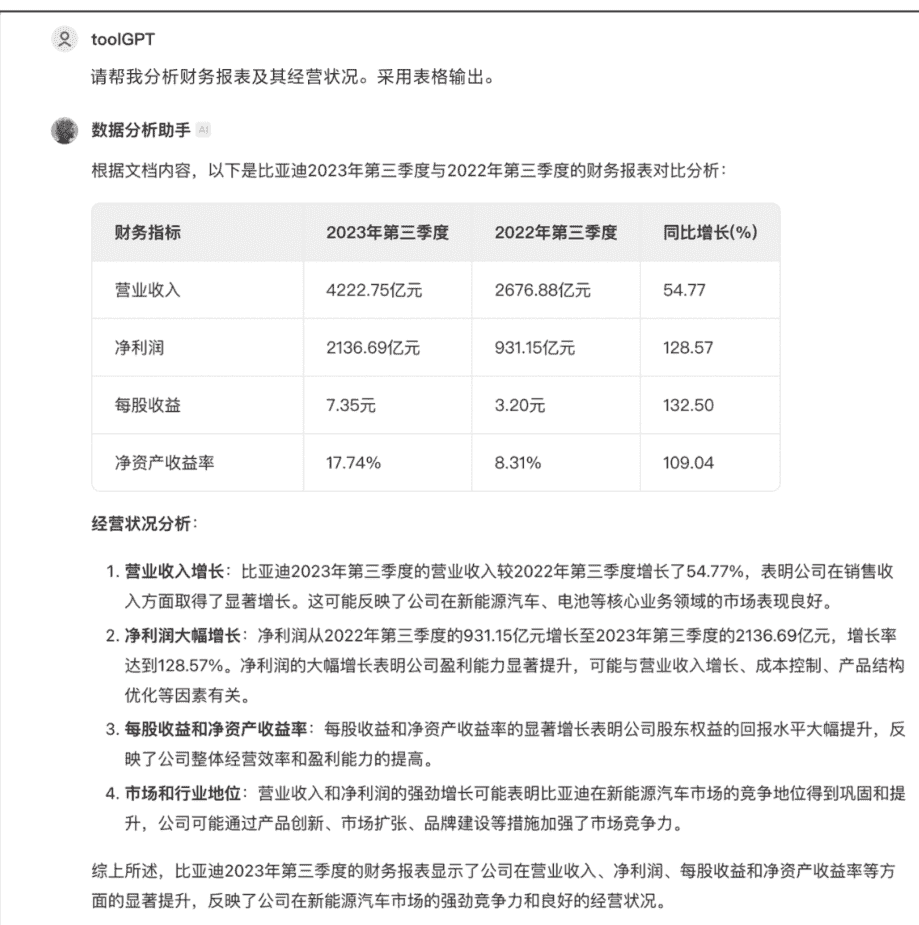 toolGPT
请帮我分析财务报表及其经营状况。采用表格输出。
数据分析助手 AI
根据文档内容，以下是比亚迪2023年第三季度与2022年第三季度的财务报表对比分析：
财务指标 2023年第三季度 2022年第三季度 同比增长(%)
营业收入 4222.75亿元 2676.88亿元 54.77
净利润 2136.69亿元 931.15亿元 128.57
每股收益 7.35元 3.20元 132.50
净资产收益率 17.74% 8.31% 109.04
经营状况分析：
1. 营业收入增长：比亚迪2023年第三季度的营业收入较2022年第三季度增长了54.77%，表明公司在销售收
入方面取得了显著增长。这可能反映了公司在新能源汽车、电池等核心业务领域的市场表现良好。
2. 净利润大幅增长：净利润从2022年第三季度的931.15亿元增长至2023年第三季度的2136.69亿元，增长率
达到128.57%。净利润的大幅增长表明公司盈利能力显著提升，可能与营业收入增长、成本控制、产品结构
优化等因素有关。
3. 每股收益和净资产收益率：每股收益和净资产收益率的显著增长表明公司股东权益的回报水平大幅提升，反
映了公司整体经营效率和盈利能力的提高。
4. 市场和行业地位：营业收入和净利润的强劲增长可能表明比亚迪在新能源汽车市场的竞争地位得到巩固和提
升，公司可能通过产品创新、市场扩张、品牌建设等措施加强了市场竞争力。
综上所述，比亚迪2023年第三季度的财务报表显示了公司在营业收入、净利润、每股收益和净资产收益率等方
面的显著提升，反映了公司在新能源汽车市场的强劲竞争力和良好的经营状况。